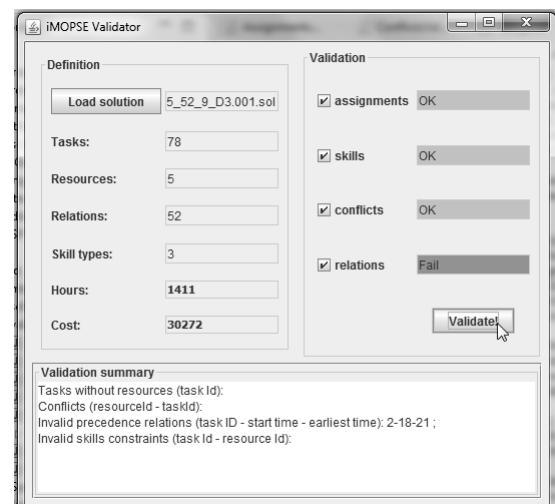 iMOPSE Validator
Definition
Load solution 5_52_9_D3.001.sol
Tasks: 78
Resources: 5
Relations: 52
Skill types: 3
Hours: 1411
Cost: 30272
Validation
assignments OK
skills OK
conflicts OK
relations Fail
Validate!
Validation summary
Tasks without resources (task Id):
Conflicts (resourceId - taskId):
Invalid precedence relations (task ID - start time - earliest time): 2-18-21 ;
Invalid skills constraints (task Id - resource Id):